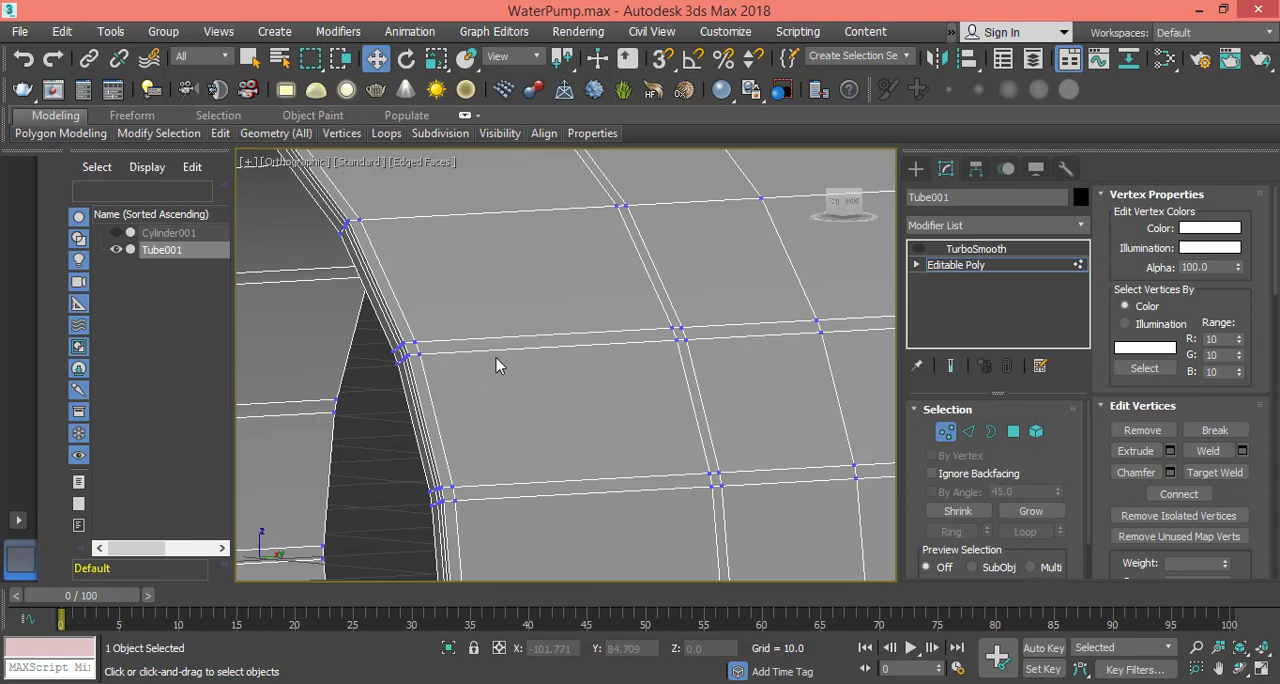 WaterPump.max - Autodesk 3ds Max 2018
File Edit Tools Group Views Create Modifiers Animation Graph Editors Rendering Civil View Customize Scripting Content » Sign In Workspaces: Default
All View Create Selection Se
Modeling Freeform Selection Object Paint Populate
Polygon Modeling Modify Selection Edit Geometry (All) Vertices Loops Subdivision Visibility Align Properties
Select Display Edit
Name (Sorted Ascending)
Cylinder001
Tube001
Default
[+] [Orthographic] [Standard] [Edged Faces]
Tube001
Modifier List
TurboSmooth
Editable Poly
Selection
By Vertex
Ignore Backfacing
By Angle: 45.0
Shrink Grow
Ring Loop
Preview Selection
Off SubObj Multi
Vertex Properties
Edit Vertex Colors
Color:
Illumination:
Alpha: 100.0
Select Vertices By
Color
Illumination Range:
R: 10
G: 10
B: 10
Select
Edit Vertices
Remove Break
Extrude Weld
Chamfer Target Weld
Connect
Remove Isolated Vertices
Remove Unused Map Verts
Weight:
< 0 / 100 >
0 5 10 15 20 25 30 35 40 45 50 55 60 65 70 75 80 85 90 95 100
MAXScript Mi:
1 Object Selected
Click or click-and-drag to select objects
X: -101.771 Y: 84.709 Z: 0.0 Grid = 10.0
Add Time Tag
0
Auto Key Selected
Set Key Key Filters...